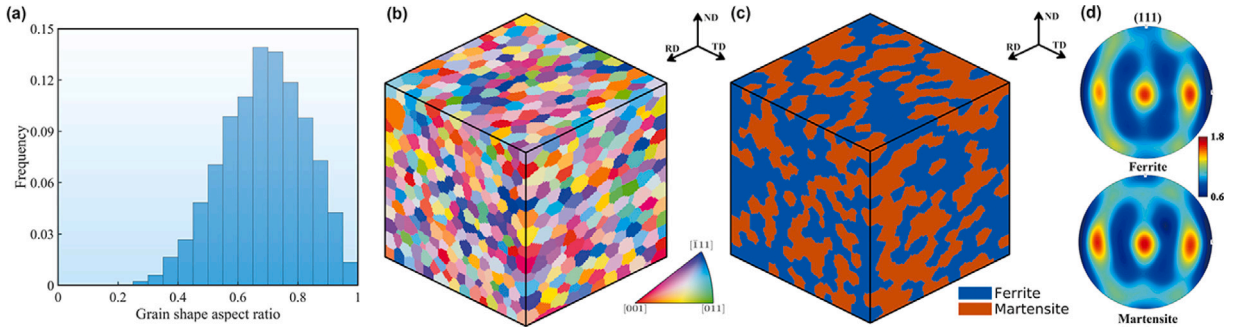 (a)
0.15
0.12
0.09
0.06
0.03
0
Frequency
0
0.2
0.4
0.6
0.8
1
Grain shape aspect ratio
(b)
ND
RD
TD
[1̄11]
[001]
[011]
(c)
ND
RD
TD
Ferrite
Martensite
(d)
(111)
Ferrite
1.8
0.6
Martensite